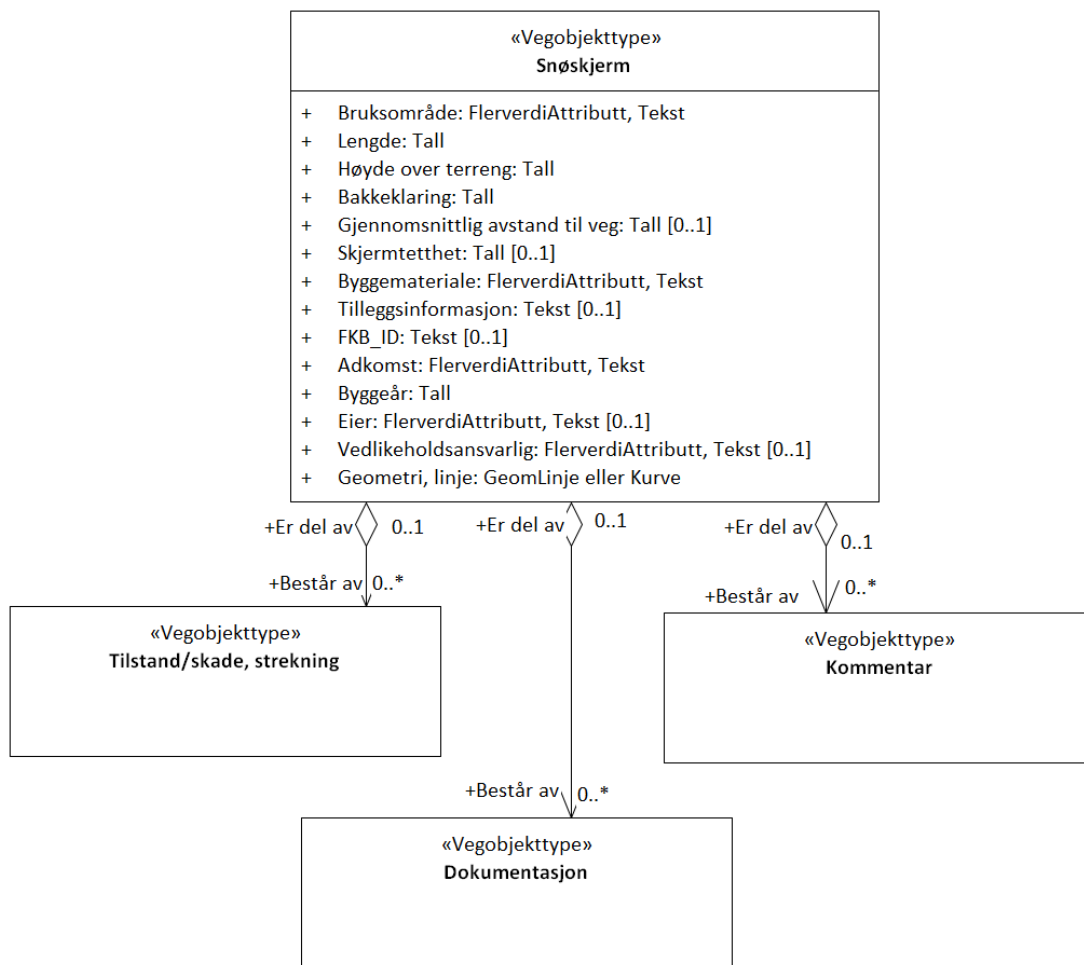 «Vegobjekttype»
Snøskjerm
+ Bruksområde: FlerverdiAttributt, Tekst
+ Lengde: Tall
+ Høyde over terreng: Tall
+ Bakkeklaring: Tall
+ Gjennomsnittlig avstand til veg: Tall [0..1]
+ Skjermtetthet: Tall [0..1]
+ Byggemateriale: FlerverdiAttributt, Tekst
+ Tilleggsinformasjon: Tekst [0..1]
+ FKB_ID: Tekst [0..1]
+ Adkomst: FlerverdiAttributt, Tekst
+ Byggeår: Tall
+ Eier: FlerverdiAttributt, Tekst [0..1]
+ Vedlikeholdsansvarlig: FlerverdiAttributt, Tekst [0..1]
+ Geometri, linje: GeomLinje eller Kurve
+Er del av 0..1
+Består av 0..*
«Vegobjekttype»
Tilstand/skade, strekning
+Er del av 0..1
+Består av 0..*
«Vegobjekttype»
Dokumentasjon
+Er del av 0..1
+Består av 0..*
«Vegobjekttype»
Kommentar